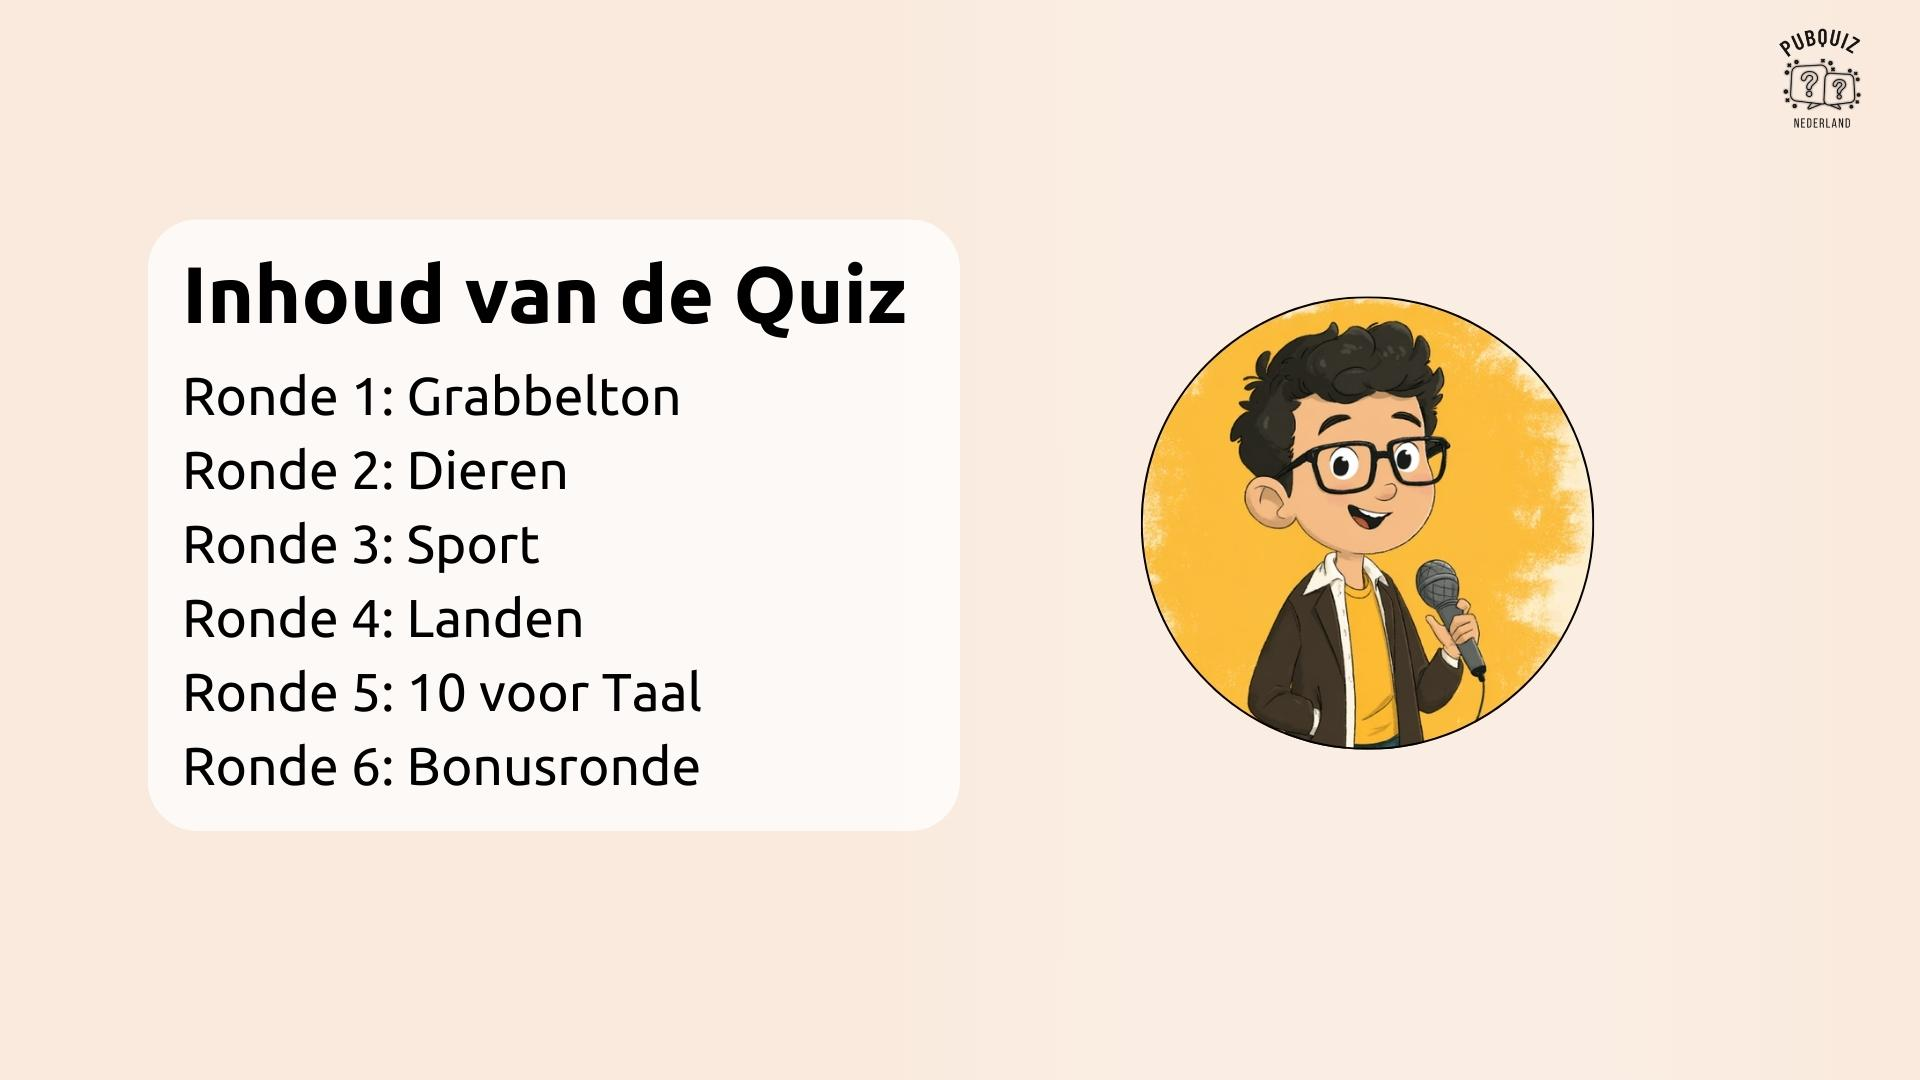 PUBQUIZ
? ?
NEDERLAND
Inhoud van de Quiz
Ronde 1: Grabbelton
Ronde 2: Dieren
Ronde 3: Sport
Ronde 4: Landen
Ronde 5: 10 voor Taal
Ronde 6: Bonusronde